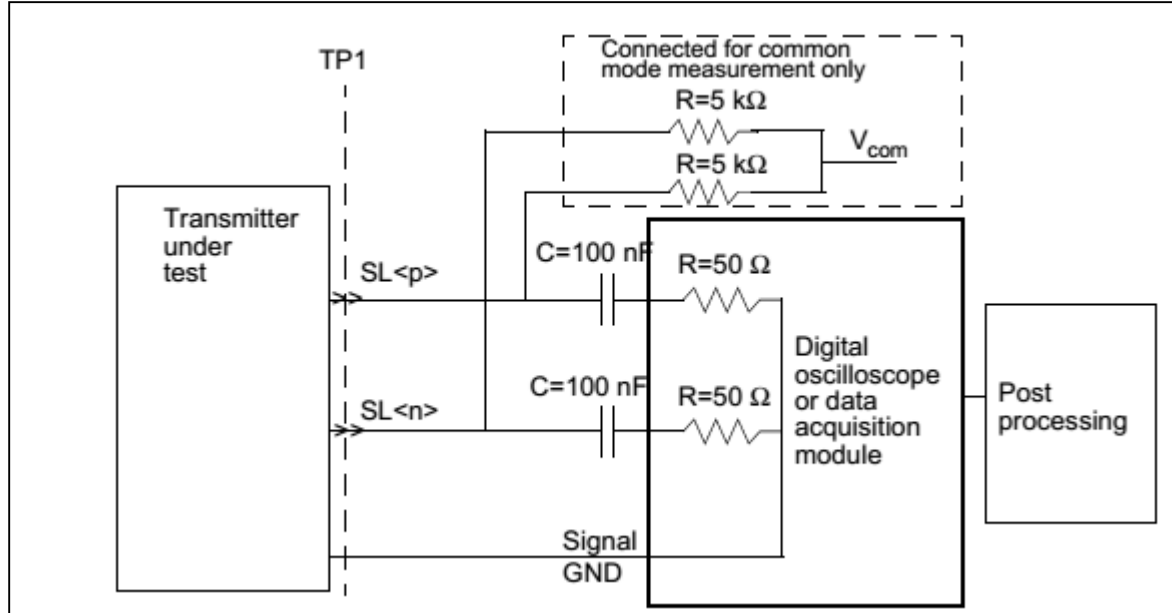 Connected for common
mode measurement only
TP1
R=5 kΩ
V_com
R=5 kΩ
Transmitter
under
test
C=100 nF
R=50 Ω
SL<p>
Digital
oscilloscope
or data
acquisition
module
C=100 nF
R=50 Ω
SL<n>
Post
processing
Signal
GND